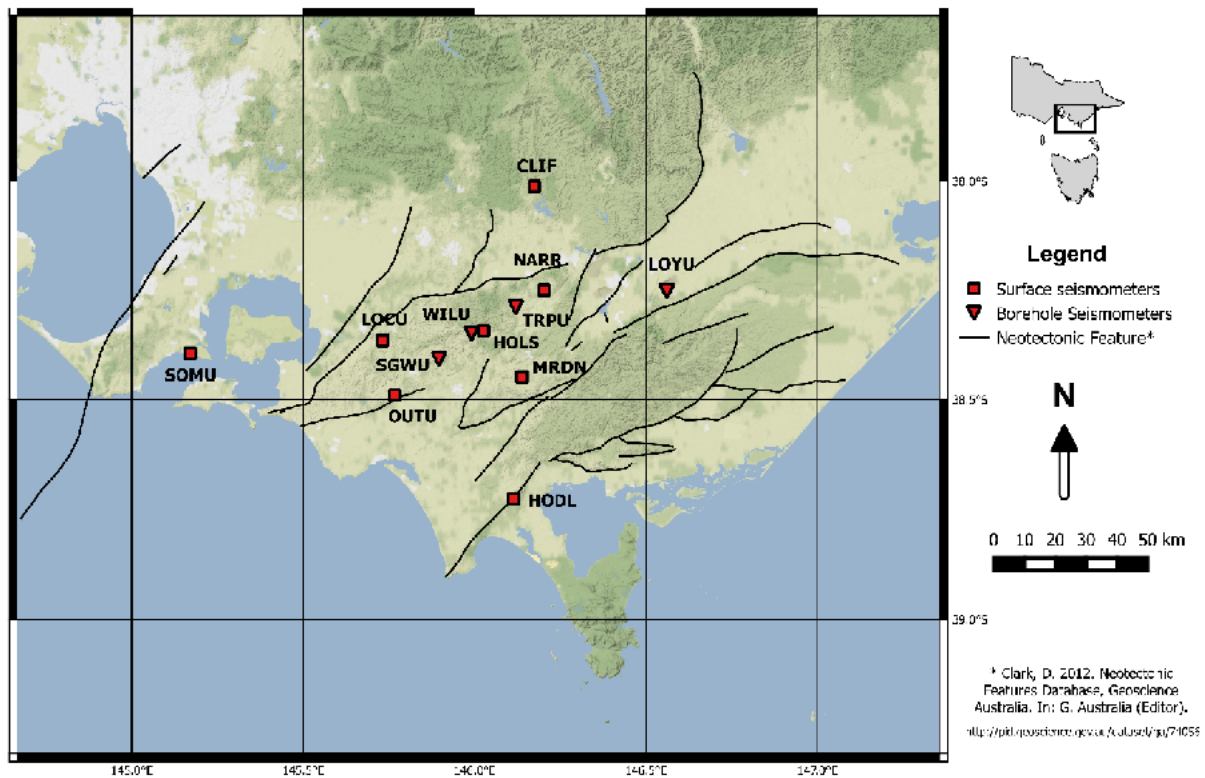 CLIF
38.0°S
NARR
LOYU
Legend
Surface seismometers
Borehole Seismometers
Neotectonic Feature*
WILU
TRPU
LOCU
HOLS
SGWU
MRDN
SOMU
OUTU
38.5°S
N
HODL
0 10 20 30 40 50 km
39.0°S
* Clark, D. 2012. Neotectonic
Features Database, Geoscience
Australia. In: G. Australia (Editor).
145.0°E 145.5°E 146.0°E 146.5°E 147.0°E